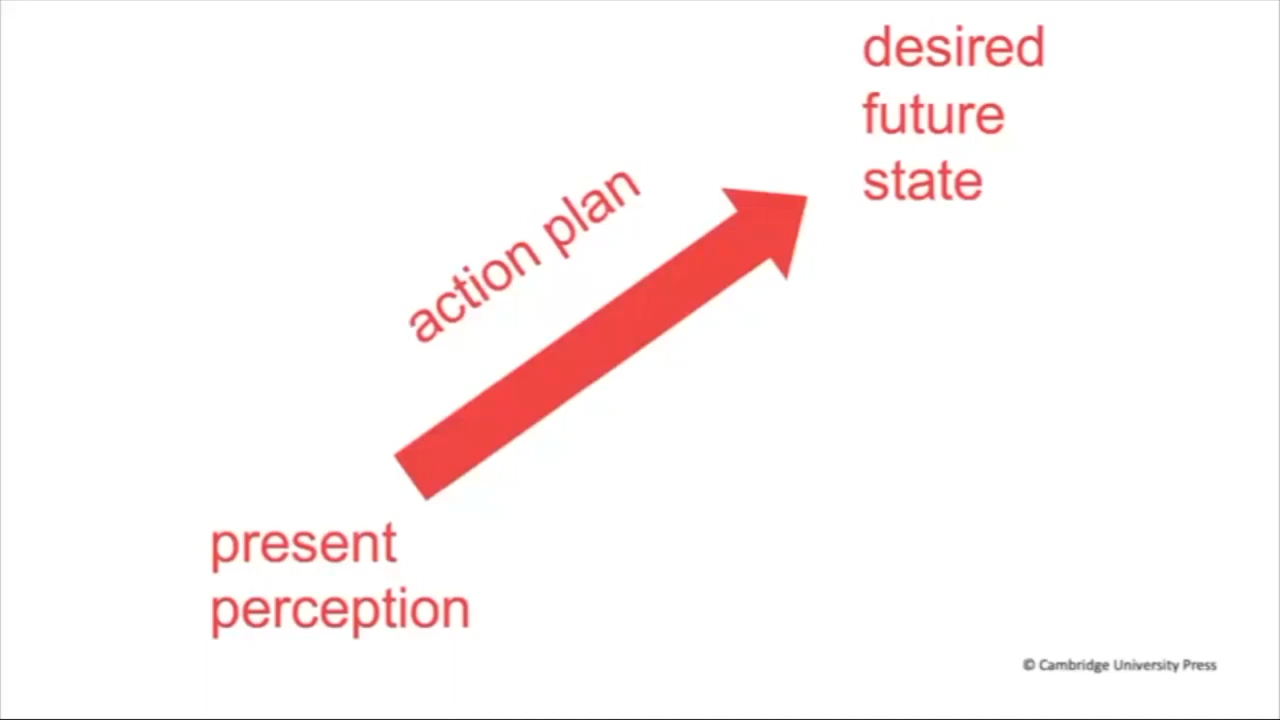 desired
future
state
action plan
present
perception
© Cambridge University Press